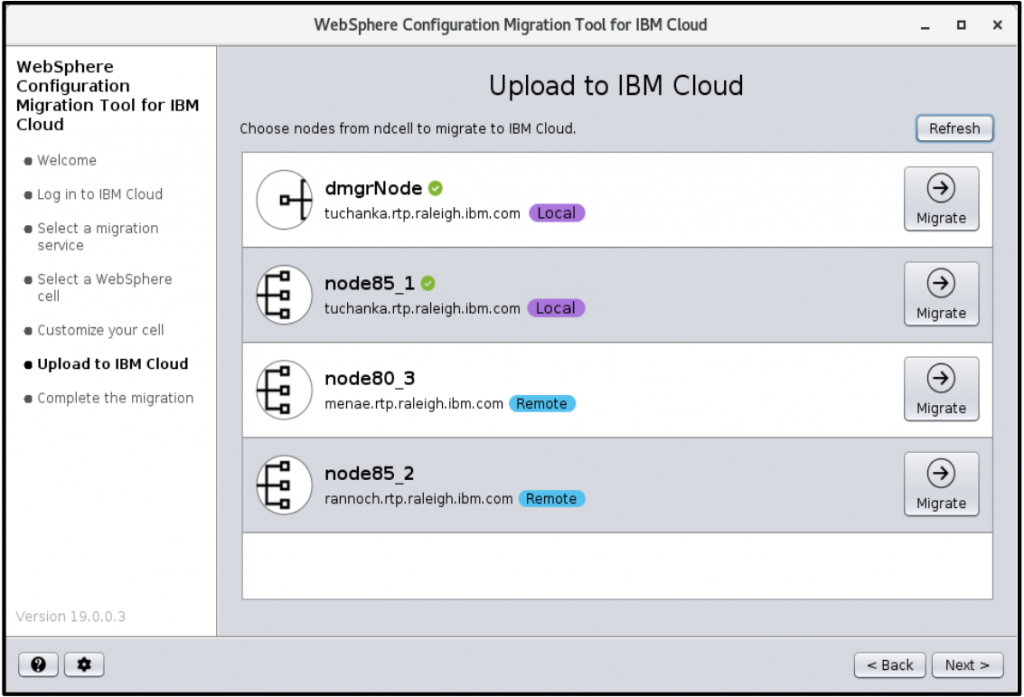 WebSphere Configuration Migration Tool for IBM Cloud
WebSphere
Configuration
Migration Tool for IBM
Cloud
Welcome
Log in to IBM Cloud
Select a migration
service
Select a WebSphere
cell
Customize your cell
Upload to IBM Cloud
Complete the migration
Version 19.0.0.3
Upload to IBM Cloud
Choose nodes from ndcell to migrate to IBM Cloud.
Refresh
dmgrNode
tuchanka.rtp.raleigh.ibm.com Local
Migrate
node85_1
tuchanka.rtp.raleigh.ibm.com Local
Migrate
node80_3
menae.rtp.raleigh.ibm.com Remote
Migrate
node85_2
rannoch.rtp.raleigh.ibm.com Remote
Migrate
< Back
Next >